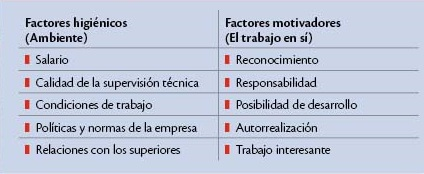 Factores higiénicos
(Ambiente)
Factores motivadores
(El trabajo en sí)
Salario
Reconocimiento
Calidad de la supervisión técnica
Responsabilidad
Condiciones de trabajo
Posibilidad de desarrollo
Políticas y normas de la empresa
Autorrealización
Relaciones con los superiores
Trabajo interesante